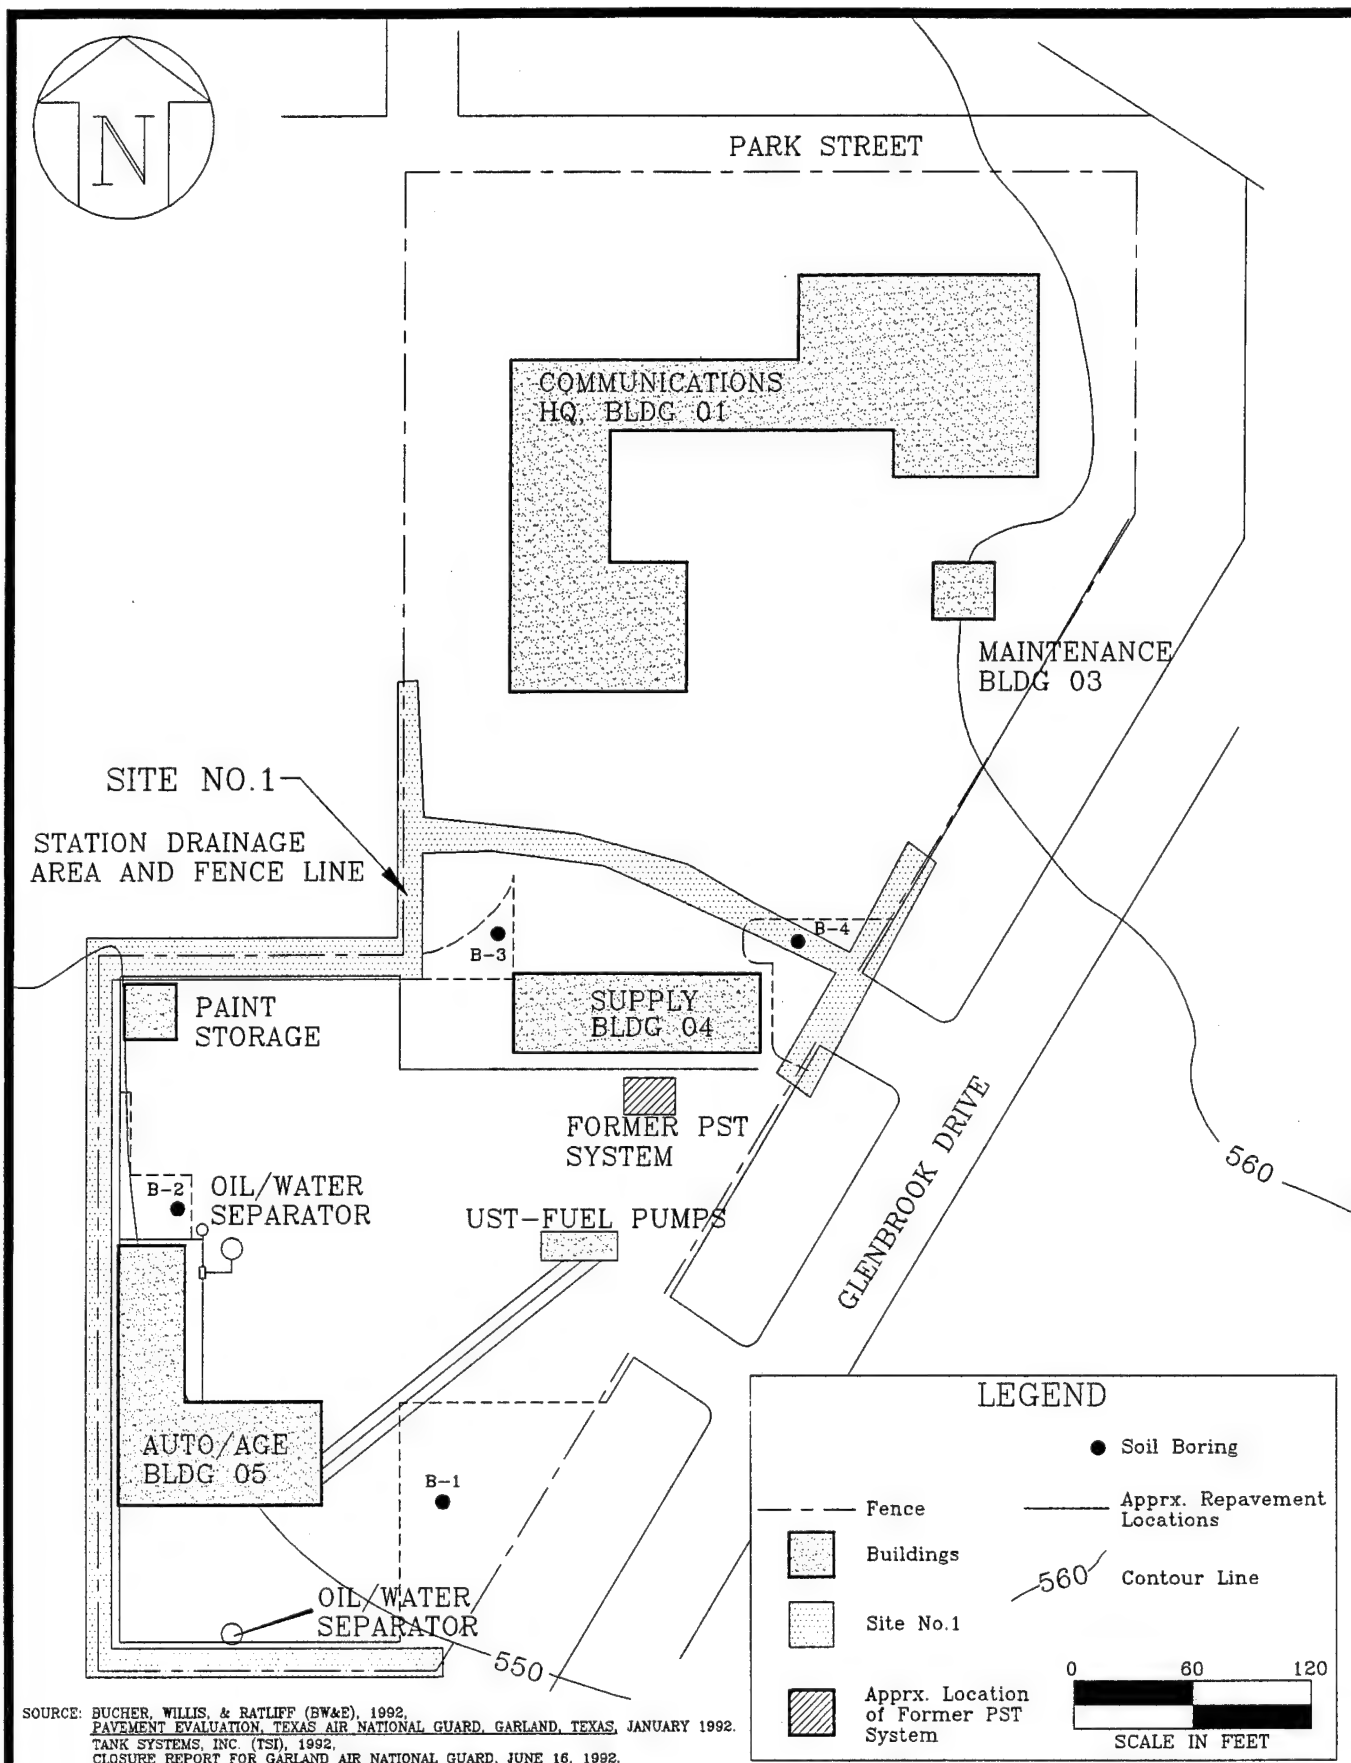 N
PARK STREET
COMMUNICATIONS
HQ, BLDG 01
MAINTENANCE
BLDG 03
SITE NO.1
STATION DRAINAGE
AREA AND FENCE LINE
B-3
B-4
PAINT
STORAGE
SUPPLY
BLDG 04
FORMER PST
SYSTEM
B-2
OIL/WATER
SEPARATOR
UST-FUEL PUMPS
GLENBROOK DRIVE
560
AUTO/AGE
BLDG 05
B-1
OIL/WATER
SEPARATOR
550
LEGEND
Soil Boring
Fence
Apprx. Repavement
Locations
Buildings
560
Contour Line
Site No.1
Apprx. Location
of Former PST
System
0 60 120
SCALE IN FEET
SOURCE: BUCHER, WILLIS, & RATLIFF (BW&E), 1992,
PAVEMENT EVALUATION, TEXAS AIR NATIONAL GUARD, GARLAND, TEXAS, JANUARY 1992.
TANK SYSTEMS, INC. (TSI), 1992,
CLOSURE REPORT FOR GARLAND AIR NATIONAL GUARD, JUNE 16, 1992.